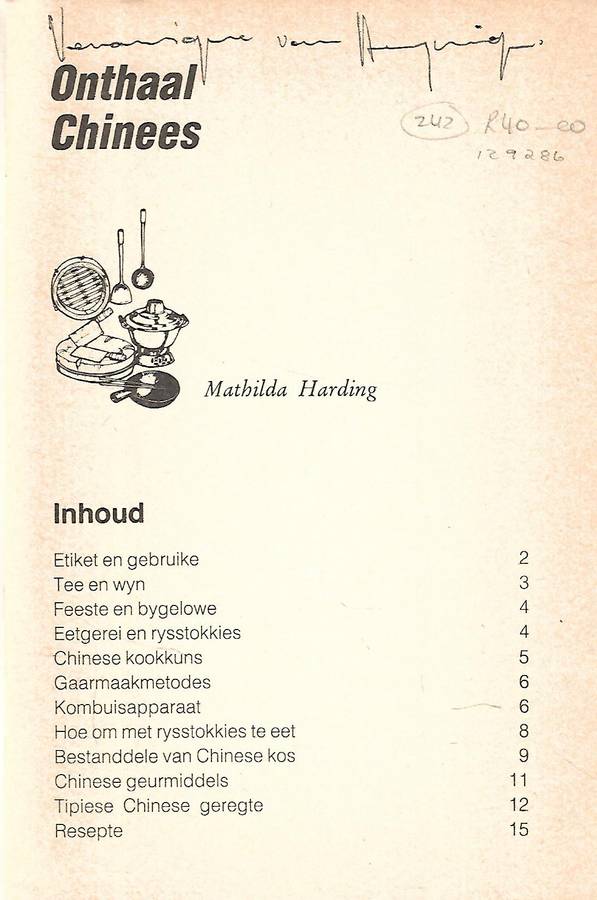 Veronique van
Onthaal
Chinees
242 R40-00
129286
Mathilda Harding
Inhoud
Etiket en gebruike 2
Tee en wyn 3
Feeste en bygelowe 4
Eetgerei en rysstokkies 4
Chinese kookkuns 5
Gaarmaakmetodes 6
Kombuisapparaat 6
Hoe om met rysstokkies te eet 8
Bestanddele van Chinese kos 9
Chinese geurmiddels 11
Tipiese Chinese geregte 12
Resepte 15